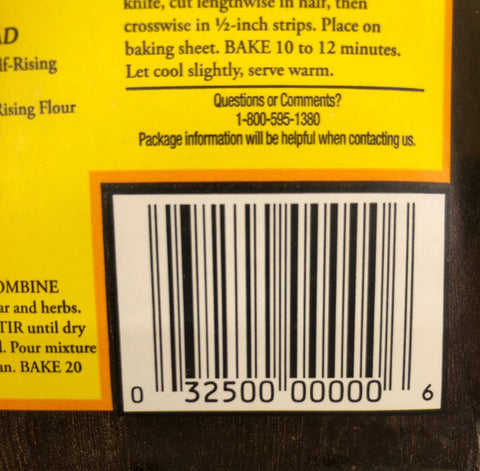 knife, cut lengthwise in half, then
crosswise in ½-inch strips. Place on
baking sheet. BAKE 10 to 12 minutes.
Let cool slightly, serve warm.
AD
lf-Rising
Rising Flour
Questions or Comments?
1-800-595-1380
Package information will be helpful when contacting us.
OMBINE
ar and herbs.
TIR until dry
d. Pour mixture
an. BAKE 20
0 32500 00000 6